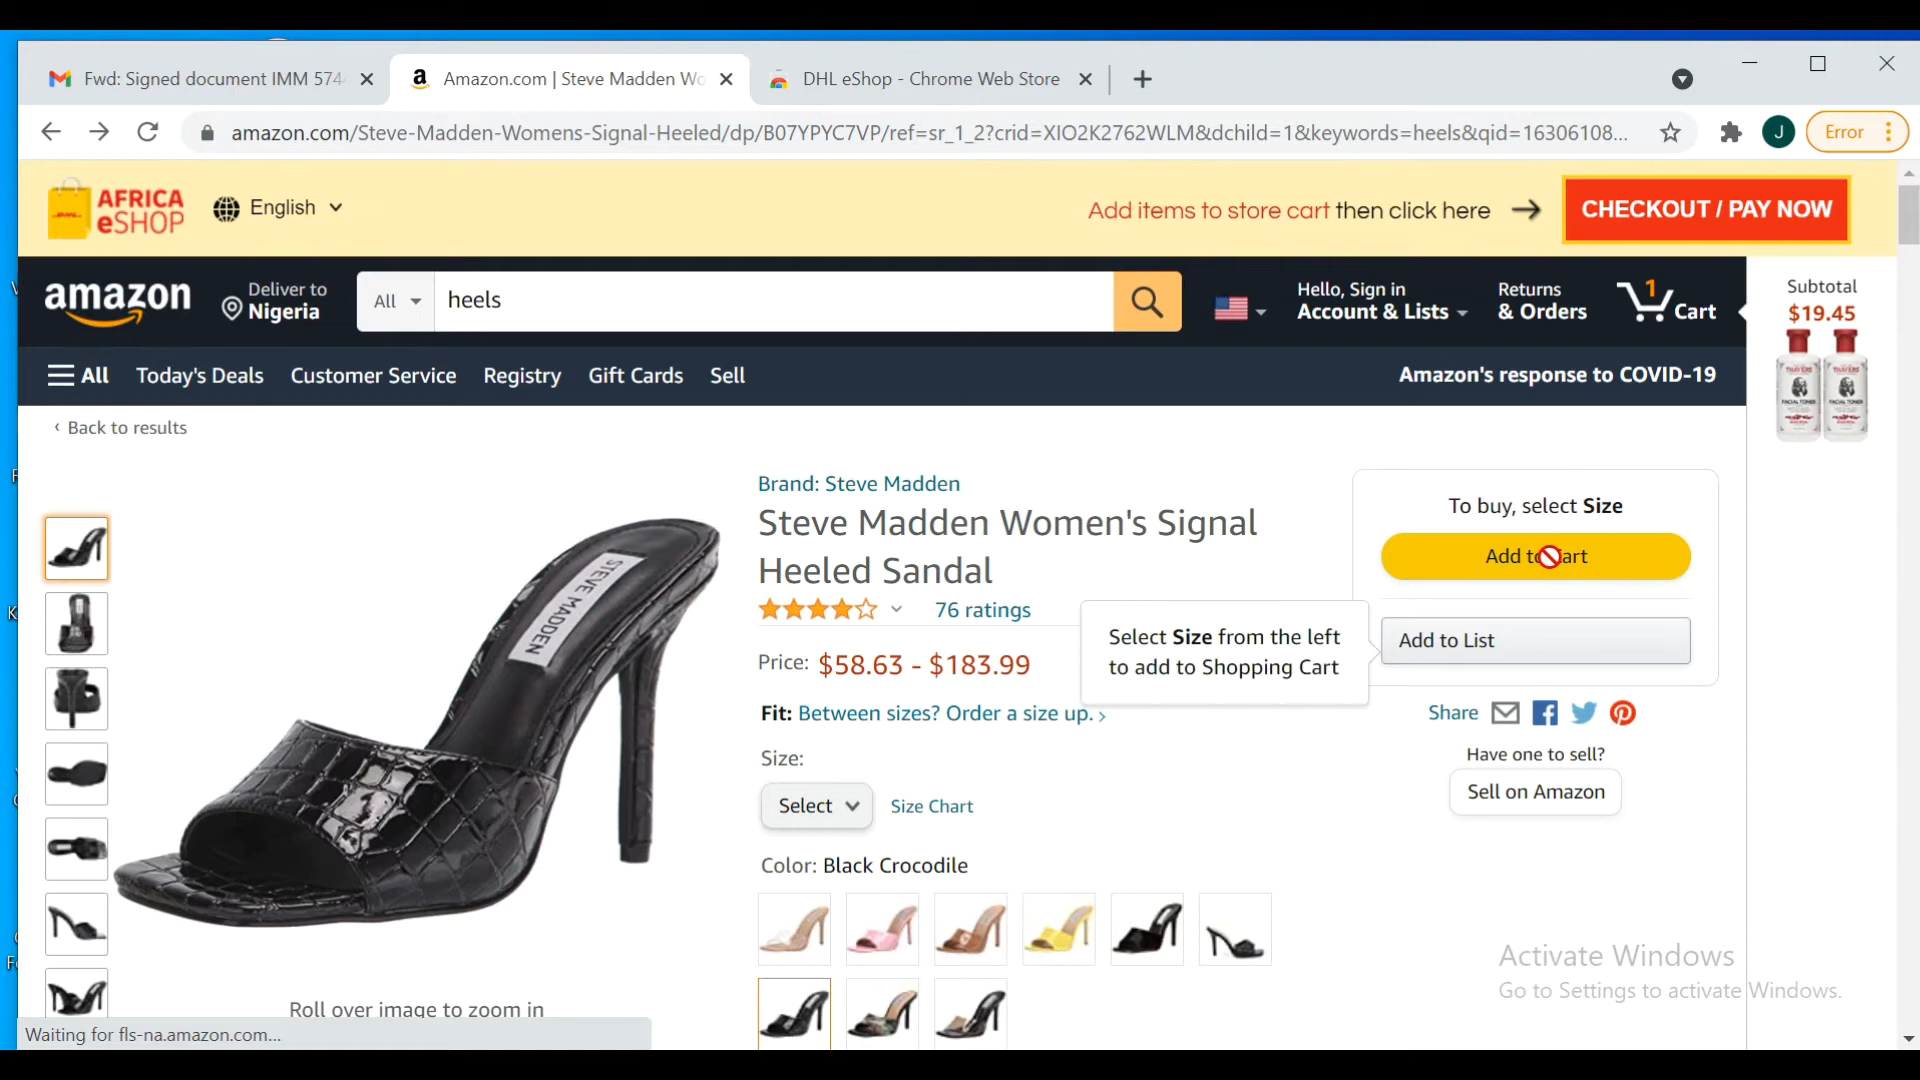 Fwd: Signed document IMM 574
Amazon.com | Steve Madden Wo
DHL eShop - Chrome Web Store
amazon.com/Steve-Madden-Womens-Signal-Heeled/dp/B07YPYC7VP/ref=sr_1_2?crid=XIO2K2762WLM&dchild=1&keywords=heels&qid=16306108...
J
Error
AFRICA
eSHOP
English
Add items to store cart then click here
CHECKOUT / PAY NOW
amazon
Deliver to
Nigeria
All
heels
Hello, Sign in
Account & Lists
Returns
& Orders
1
Cart
Subtotal
$19.45
All
Today's Deals
Customer Service
Registry
Gift Cards
Sell
Amazon's response to COVID-19
THAYERS
FACIAL TONER
THAYERS
FACIAL TONER
‹ Back to results
Brand: Steve Madden
Steve Madden Women's Signal
Heeled Sandal
76 ratings
Price: $58.63 - $183.99
Fit: Between sizes? Order a size up. ›
Size:
Select
Size Chart
Color: Black Crocodile
STEVE MADDEN
Roll over image to zoom in
To buy, select Size
Add to Cart
Select Size from the left
to add to Shopping Cart
Add to List
Share
Have one to sell?
Sell on Amazon
Activate Windows
Go to Settings to activate Windows.
Waiting for fls-na.amazon.com...